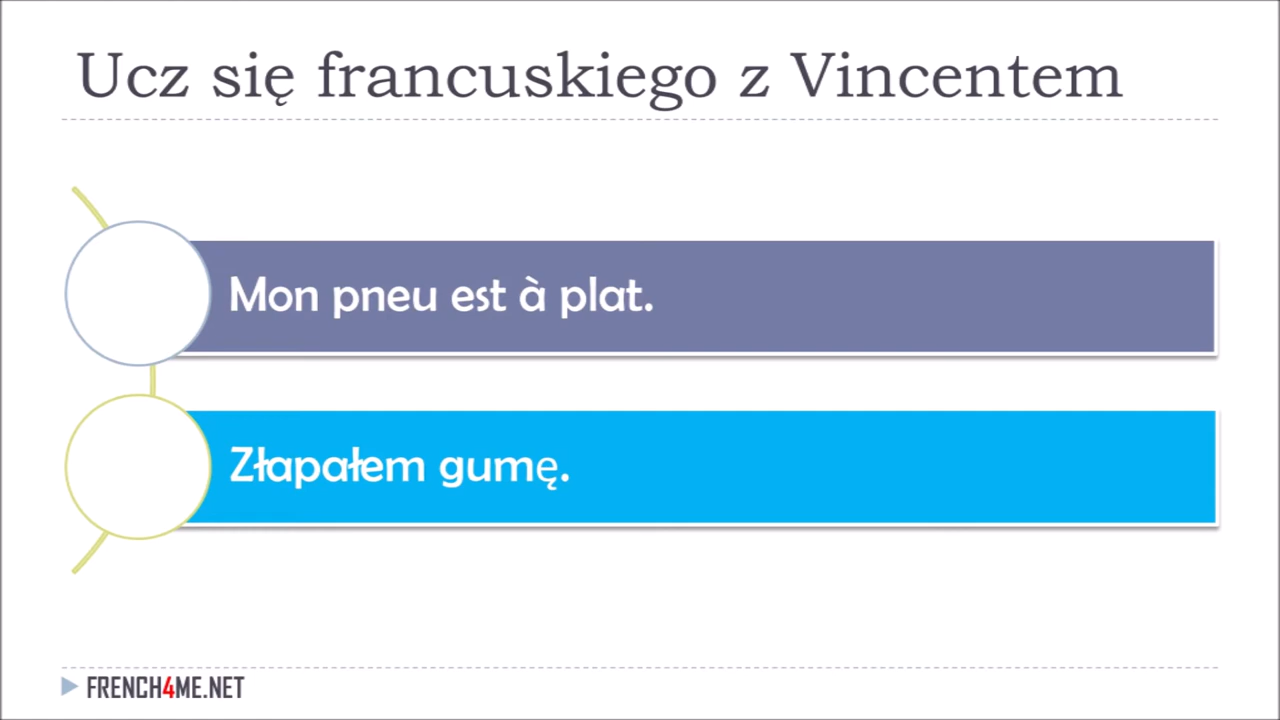 Ucz się francuskiego z Vincentem
Mon pneu est à plat.
Złapałem gumę.
FRENCH4ME.NET